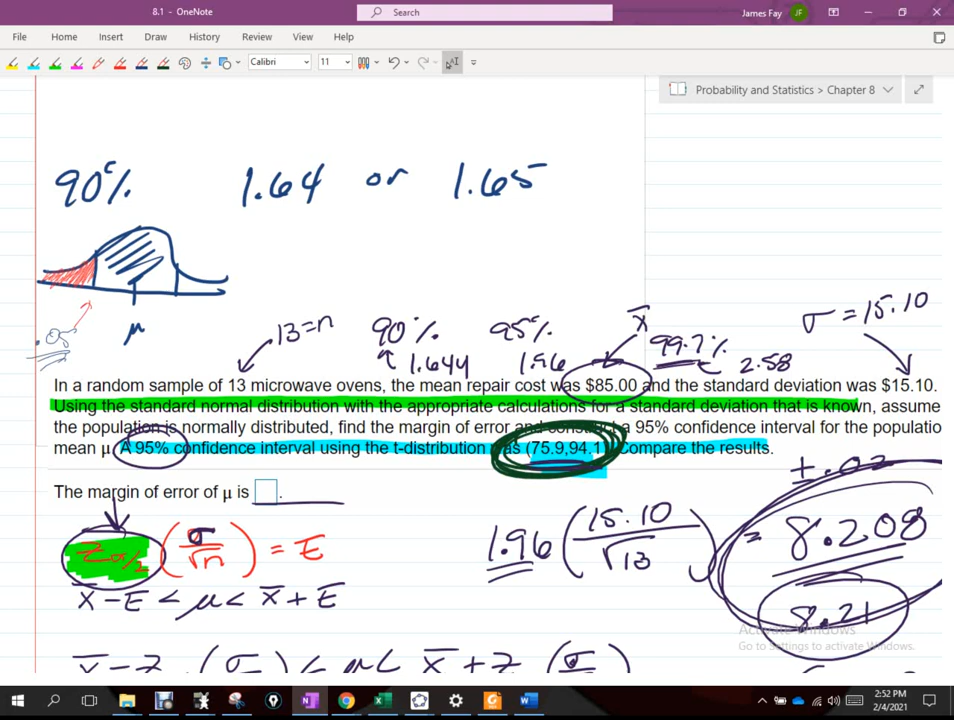 8.1 - OneNote
Search
James Fay
JF
File Home Insert Draw History Review View Help
Calibri 11
Probability and Statistics > Chapter 8
90% 1.64 or 1.65
μ
.05
13=n 90% 95% x̄ 99.7% σ = 15.10
1.644 1.96 2.58
In a random sample of 13 microwave ovens, the mean repair cost was $85.00 and the standard deviation was $15.10.
Using the standard normal distribution with the appropriate calculations for a standard deviation that is known, assume
the population is normally distributed, find the margin of error and construct a 95% confidence interval for the populatio
mean μ. A 95% confidence interval using the t-distribution was (75.9,94.1). Compare the results.
The margin of error of μ is .
±.02
Zα/2 (σ/√n) = E 1.96 (15.10/√13) = 8.208
x̄ - E < μ < x̄ + E 8.21
Activate Windows
Go to Settings to activate Windows.
x̄ - Z (σ/ ) < μ < x̄ + Z (σ/ )
2:52 PM
2/4/2021